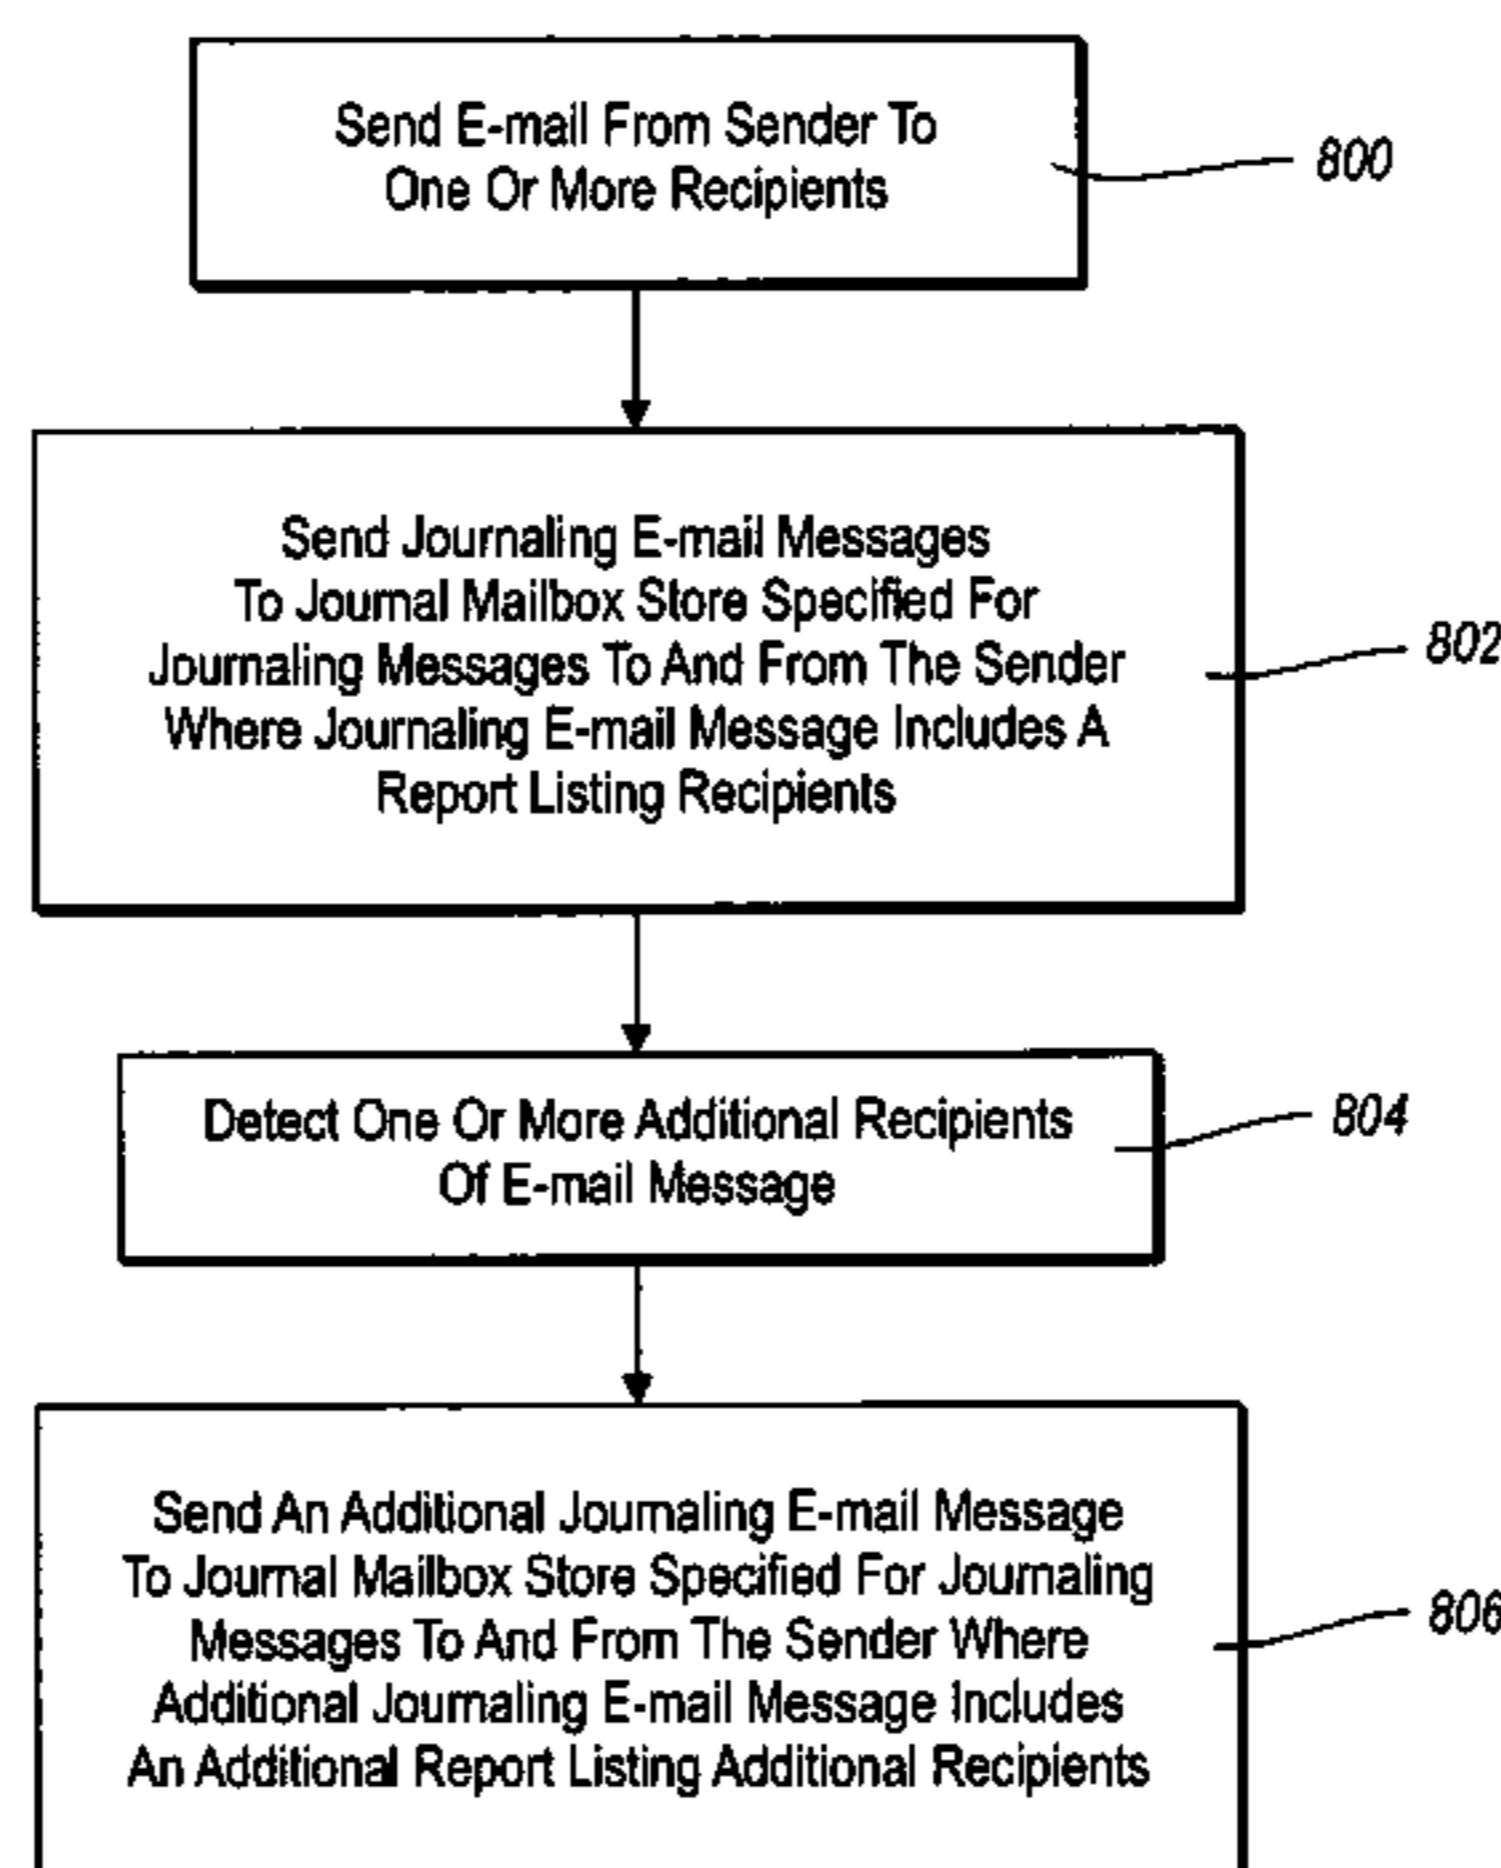 Send E-mail From Sender To
One Or More Recipients
800
Send Journaling E-mail Messages
To Journal Mailbox Store Specified For
Journaling Messages To And From The Sender
Where Journaling E-mail Message Includes A
Report Listing Recipients
802
Detect One Or More Additional Recipients
Of E-mail Message
804
Send An Additional Journaling E-mail Message
To Journal Mailbox Store Specified For Journaling
Messages To And From The Sender Where
Additional Journaling E-mail Message Includes
An Additional Report Listing Additional Recipients
806